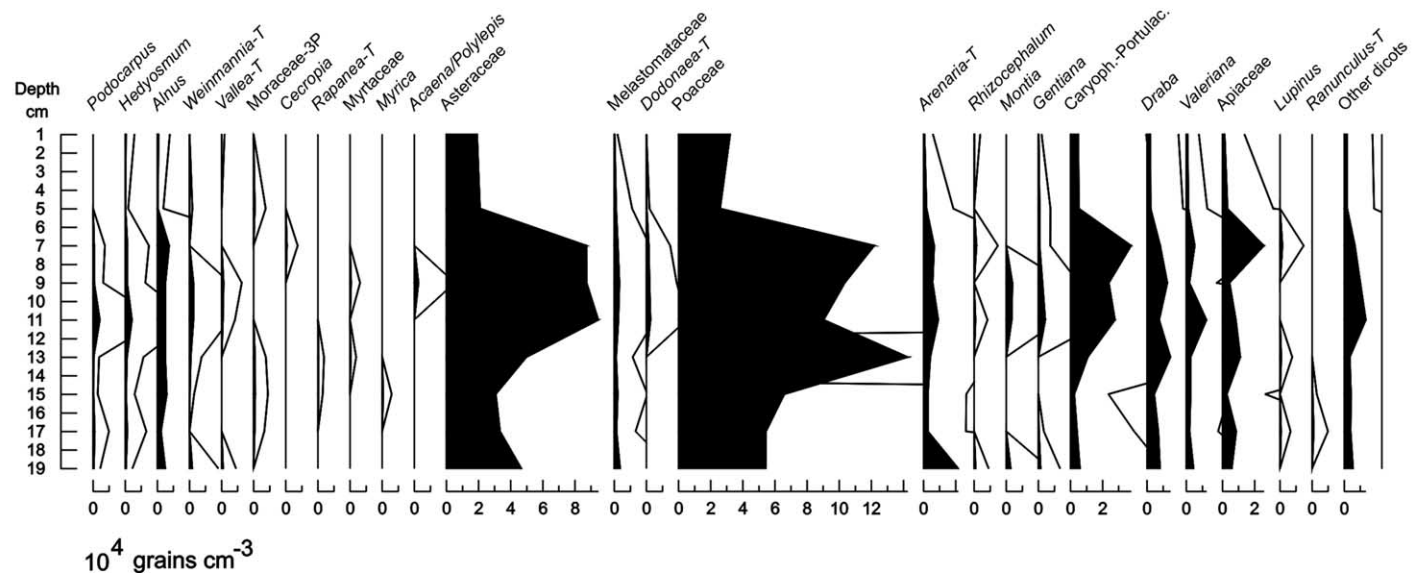 Depth
cm
Podocarpus
Hedyosmum
Alnus
Weinmannia-T
Vallea-T
Moraceae-3P
Cecropia
Rapanea-T
Myrtaceae
Myrica
Acaena/Polylepis
Asteraceae
Melastomataceae
Dodonaea-T
Poaceae
Arenaria-T
Rhizocephalum
Montia
Gentiana
Caryoph.-Portulac.
Draba
Valeriana
Apiaceae
Lupinus
Ranunculus-T
Other dicots
1
2
3
4
5
7
8
9
10
11
12
13
14
15
16
17
18
19
0 0 0 0 0 0 0 0 0 0 0 0 2 4 6 8 0 0 0 2 4 6 8 10 12 0 0 0 0 0 2 0 0 0 0 0 0
10⁴ grains cm⁻³